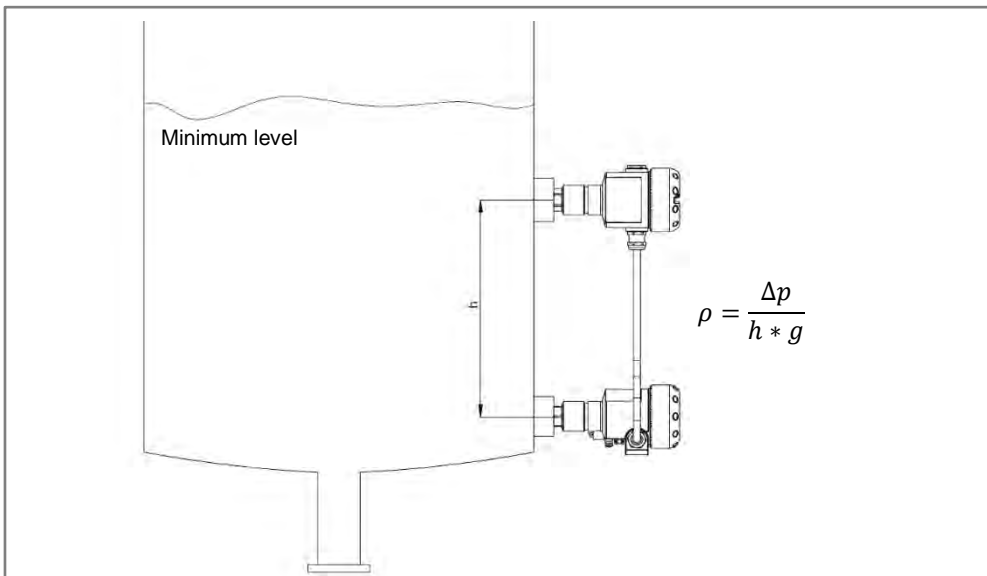 Minimum level
h
ρ = Δp / h * g